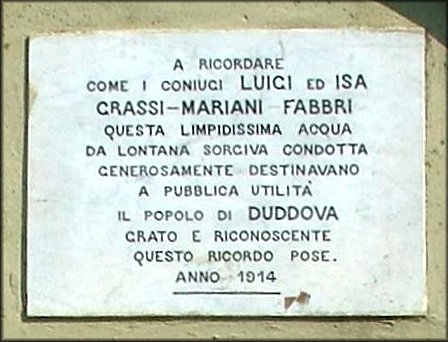 A RICORDARE
COME I CONIUGI LUIGI ED ISA
GRASSI-MARIANI FABBRI
QUESTA LIMPIDISSIMA ACQUA
DA LONTANA SORGIVA CONDOTTA
GENEROSAMENTE DESTINAVANO
A PUBBLICA UTILITÀ
IL POPOLO DI DUDDOVA
GRATO E RICONOSCENTE
QUESTO RICORDO POSE.
ANNO 1914